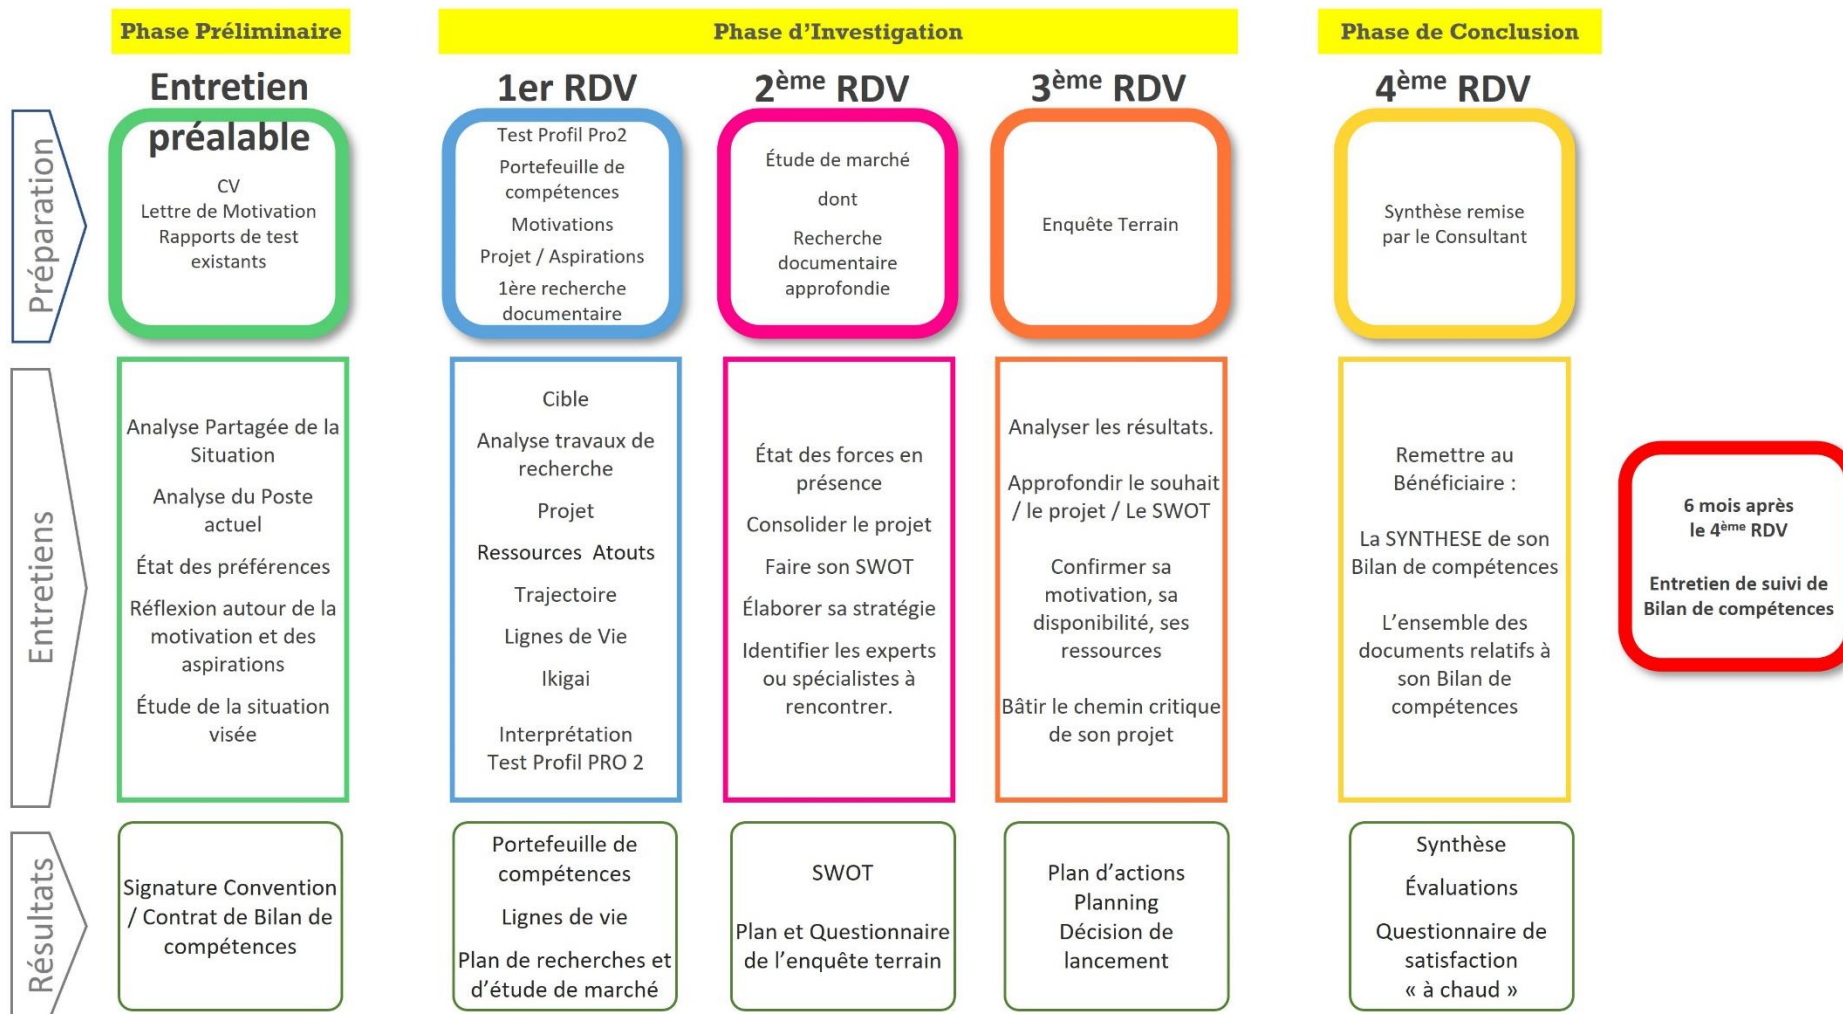 Phase Préliminaire
Phase d'Investigation
Phase de Conclusion
Entretien
préalable
1er RDV
2ème RDV
3ème RDV
4ème RDV
Préparation
CV
Lettre de Motivation
Rapports de test
existants
Test Profil Pro2
Portefeuille de
compétences
Motivations
Projet / Aspirations
1ère recherche
documentaire
Étude de marché
dont
Recherche
documentaire
approfondie
Enquête Terrain
Synthèse remise
par le Consultant
Entretiens
Analyse Partagée de la
Situation
Analyse du Poste
actuel
État des préférences
Réflexion autour de la
motivation et des
aspirations
Étude de la situation
visée
Cible
Analyse travaux de
recherche
Projet
Ressources Atouts
Trajectoire
Lignes de Vie
Ikigai
Interprétation
Test Profil PRO 2
État des forces en
présence
Consolider le projet
Faire son SWOT
Élaborer sa stratégie
Identifier les experts
ou spécialistes à
rencontrer.
Analyser les résultats.
Approfondir le souhait
/ le projet / Le SWOT
Confirmer sa
motivation, sa
disponibilité, ses
ressources
Bâtir le chemin critique
de son projet
Remettre au
Bénéficiaire :
La SYNTHESE de son
Bilan de compétences
L'ensemble des
documents relatifs à
son Bilan de
compétences
6 mois après
le 4ème RDV
Entretien de suivi de
Bilan de compétences
Résultats
Signature Convention
/ Contrat de Bilan de
compétences
Portefeuille de
compétences
Lignes de vie
Plan de recherches et
d'étude de marché
SWOT
Plan et Questionnaire
de l'enquête terrain
Plan d'actions
Planning
Décision de
lancement
Synthèse
Évaluations
Questionnaire de
satisfaction
« à chaud »